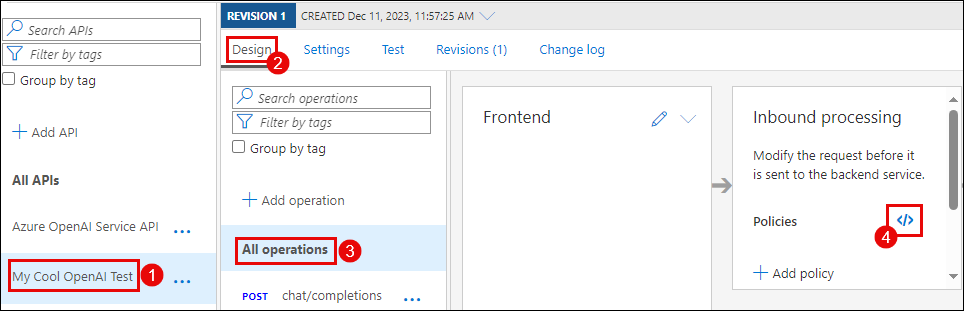 REVISION 1 CREATED Dec 11, 2023, 11:57:25 AM
Search APIs
Filter by tags
Group by tag
Add API
All APIs
Azure OpenAI Service API ...
My Cool OpenAI Test 1 ...
Design 2 Settings Test Revisions (1) Change log
Search operations
Filter by tags
Group by tag
Add operation
All operations 3
POST chat/completions ...
Frontend
Inbound processing
Modify the request before it
is sent to the backend service.
Policies </> 4
Add policy